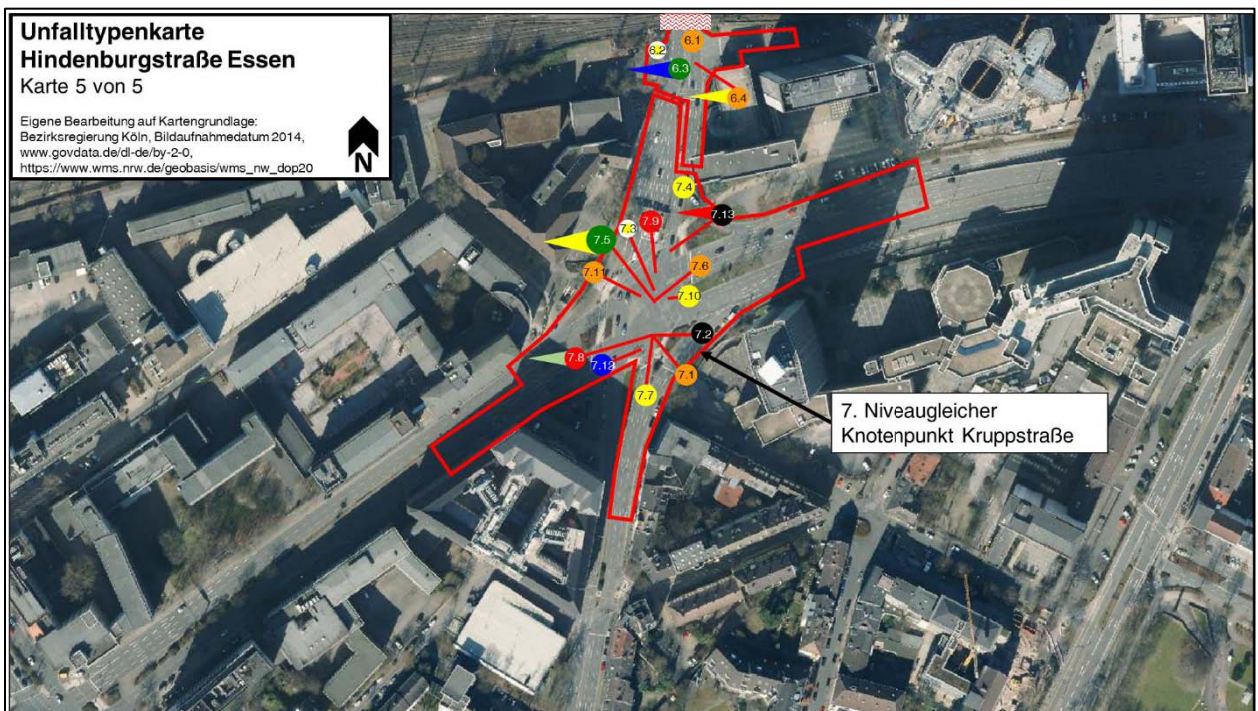 Unfalltypenkarte
Hindenburgstraße Essen
Karte 5 von 5
Eigene Bearbeitung auf Kartengrundlage:
Bezirksregierung Köln, Bildaufnahmedatum 2014,
www.govdata.de/dl-de/by-2-0,
https://www.wms.nrw.de/geobasis/wms_nw_dop20
N
6.1
6.2
6.3
6.4
7.4
7.13
7.9
7.3
7.5
7.11
7.6
7.10
7.2
7.8
7.12
7.1
7.7
7. Niveaugleicher
Knotenpunkt Kruppstraße